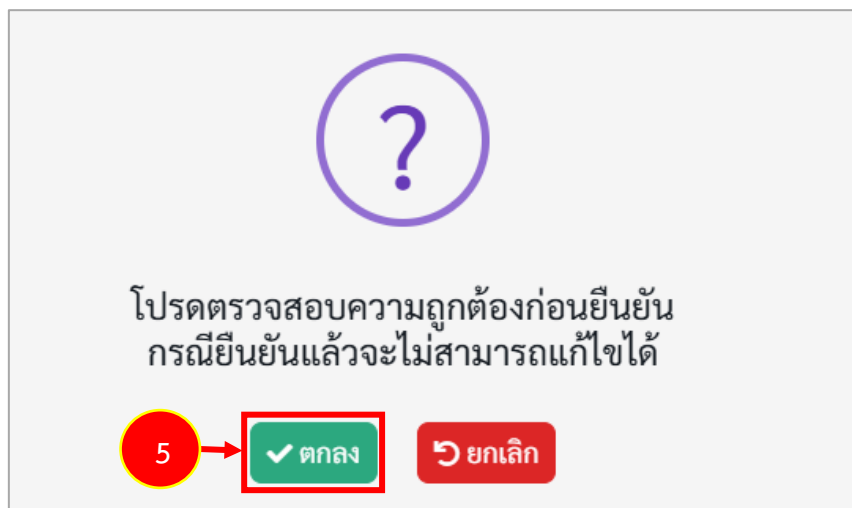 ?
โปรดตรวจสอบความถูกต้องก่อนยืนยัน
กรณียืนยันแล้วจะไม่สามารถแก้ไขได้
5 ตกลง ยกเลิก